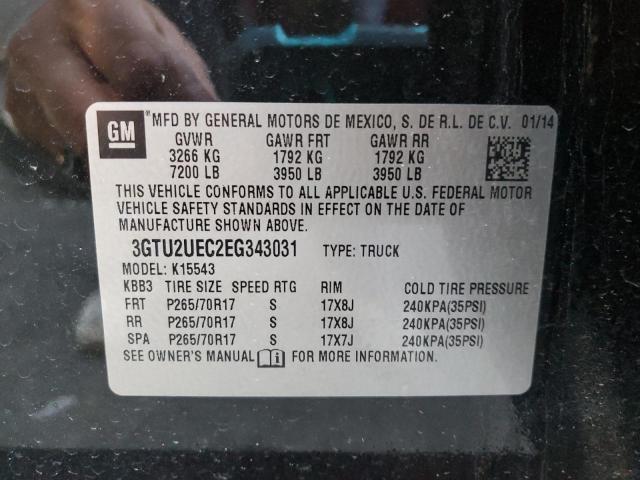 GM
®MFD BY GENERAL MOTORS DE MEXICO, S. DE R.L. DE C.V. 01/14
GVWR GAWR FRT GAWR RR
3266 KG 1792 KG 1792 KG
7200 LB 3950 LB 3950 LB
THIS VEHICLE CONFORMS TO ALL APPLICABLE U.S. FEDERAL MOTOR
VEHICLE SAFETY STANDARDS IN EFFECT ON THE DATE OF
MANUFACTURE SHOWN ABOVE.
3GTU2UEC2EG343031 TYPE: TRUCK
MODEL: K15543
KBB3 TIRE SIZE SPEED RTG RIM COLD TIRE PRESSURE
FRT P265/70R17 S 17X8J 240KPA(35PSI)
RR P265/70R17 S 17X8J 240KPA(35PSI)
SPA P265/70R17 S 17X7J 240KPA(35PSI)
SEE OWNER'S MANUAL FOR MORE INFORMATION.